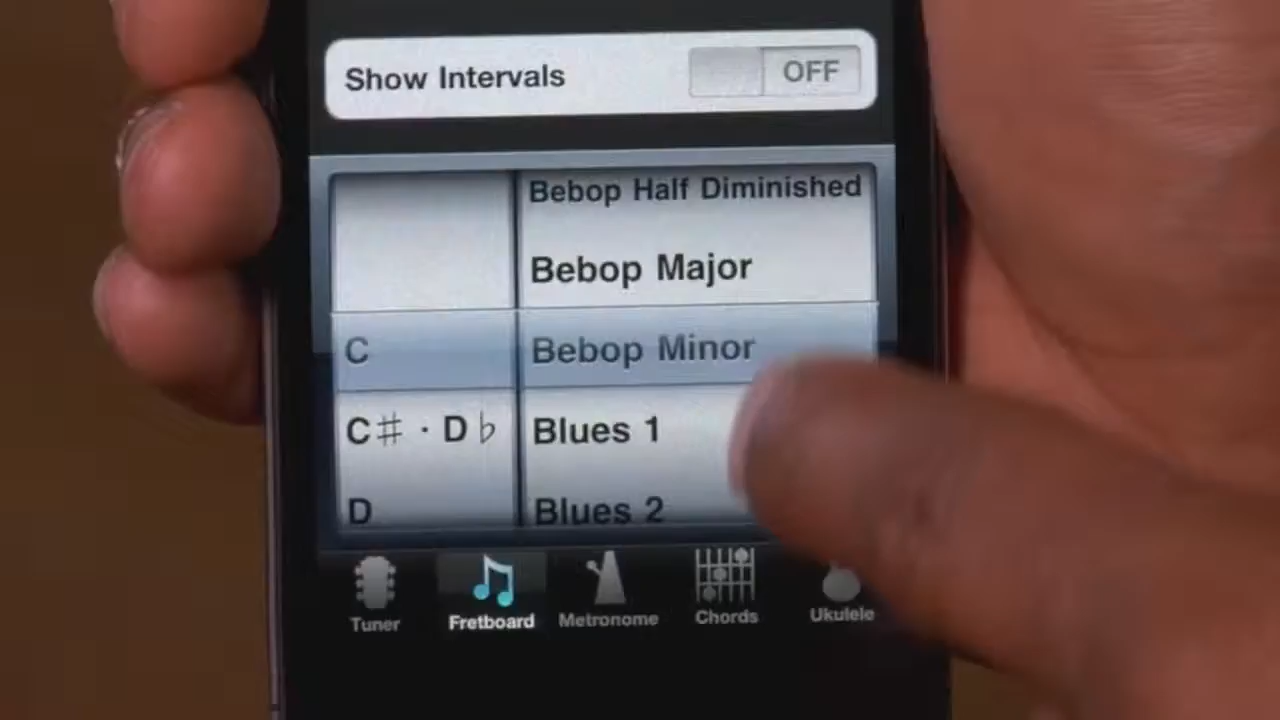 Show Intervals OFF
Bebop Half Diminished
Bebop Major
C Bebop Minor
C♯ · D♭ Blues 1
D Blues 2
Tuner Fretboard Metronome Chords Ukulele